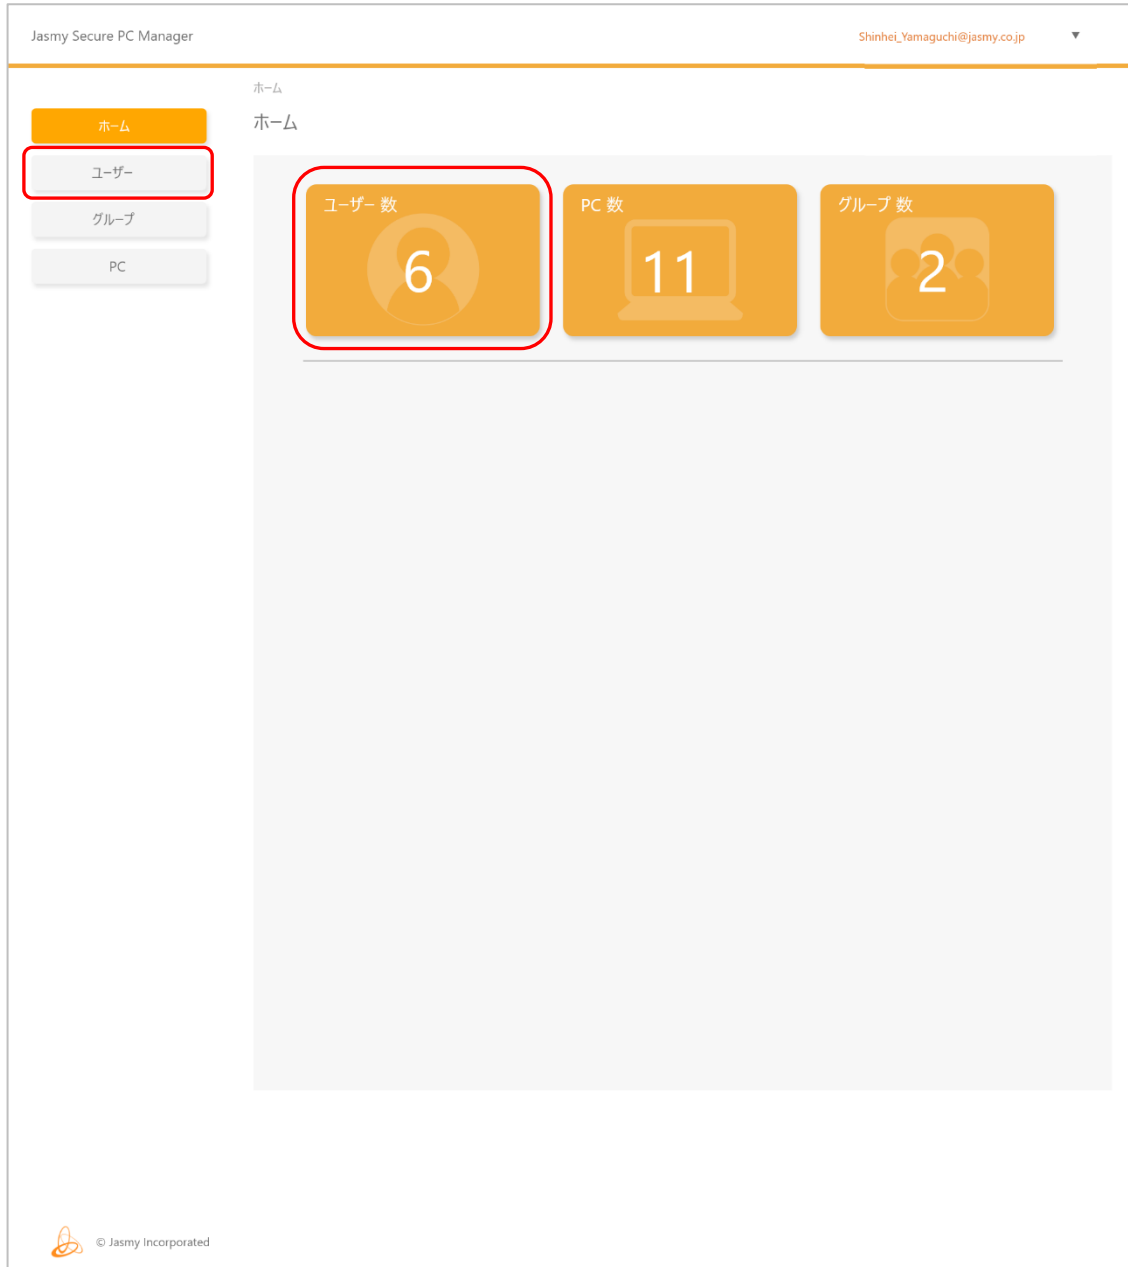 Jasmy Secure PC Manager
Shinhei_Yamaguchi@jasmy.co.jp ▼
ホーム
ホーム
ホーム
ユーザー
グループ
PC
ユーザー 数
6
PC 数
11
グループ 数
2
© Jasmy Incorporated